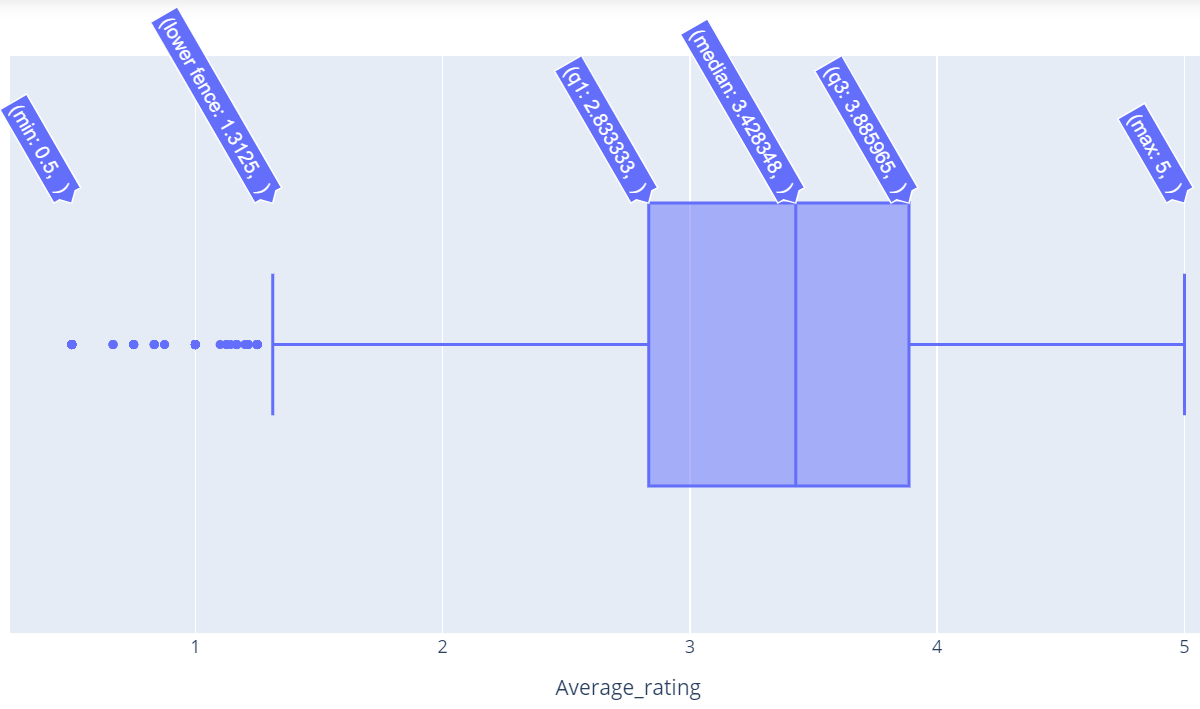 (min: 0.5, )
(lower fence: 1.3125, )
(q1: 2.833333, )
(median: 3.428348, )
(q3: 3.885965, )
(max: 5, )
1
2
3
4
5
Average_rating